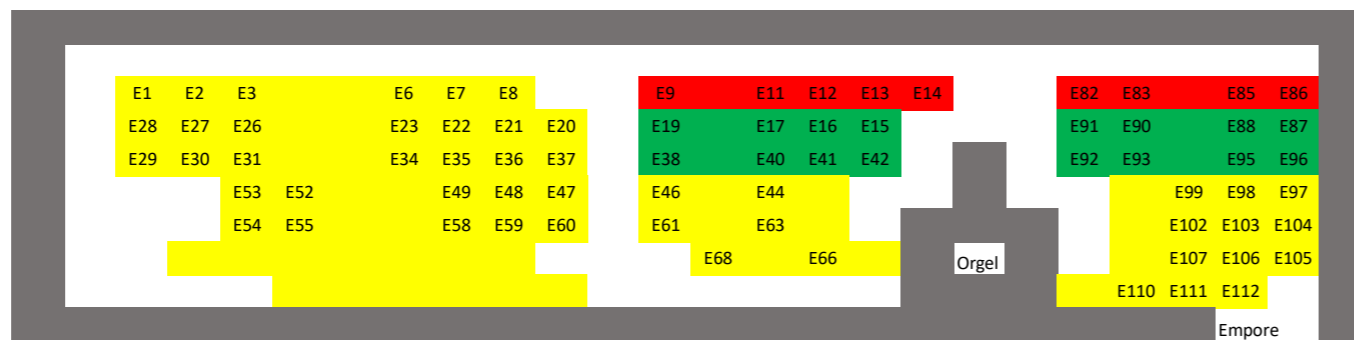 E1 E2 E3 E6 E7 E8 E9 E11 E12 E13 E14 E82 E83 E85 E86
E28 E27 E26 E23 E22 E21 E20 E19 E17 E16 E15 E91 E90 E88 E87
E29 E30 E31 E34 E35 E36 E37 E38 E40 E41 E42 E92 E93 E95 E96
E53 E52 E49 E48 E47 E46 E44 E99 E98 E97
E54 E55 E58 E59 E60 E61 E63 E102 E103 E104
E68 E66 Orgel E107 E106 E105
E110 E111 E112
Empore